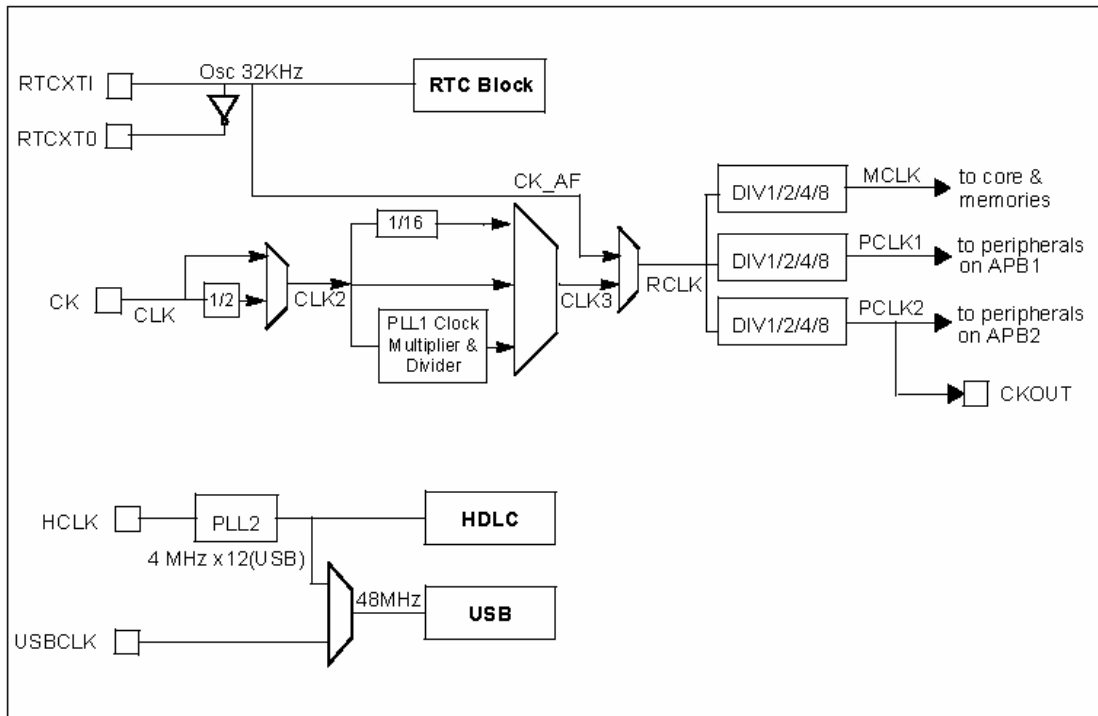 RTCXTI
Osc 32KHz
RTC Block
RTCXT0
CK_AF
MCLK
to core &
memories
DIV1/2/4/8
1/16
PCLK1
to peripherals
on APB1
DIV1/2/4/8
CK
CLK
1/2
CLK2
CLK3
RCLK
PCLK2
to peripherals
on APB2
DIV1/2/4/8
PLL1 Clock
Multiplier &
Divider
CKOUT
HCLK
PLL2
HDLC
4 MHz x12(USB)
48MHz
USB
USBCLK